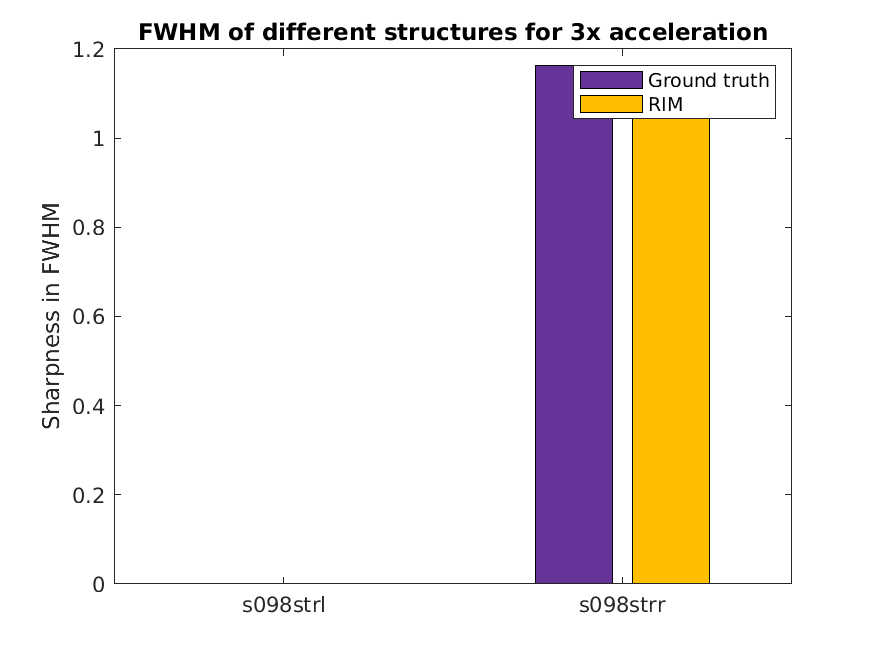 FWHM of different structures for 3x acceleration
1.2
1
0.8
0.6
0.4
0.2
0
Sharpness in FWHM
Ground truth
RIM
s098strl
s098strr